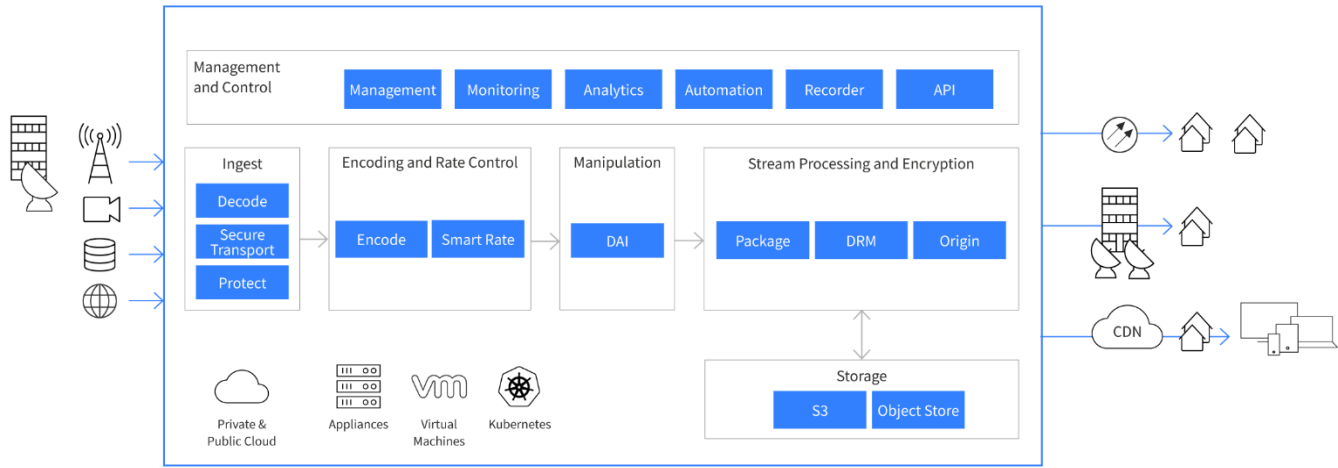 Management
and Control
Management
Monitoring
Analytics
Automation
Recorder
API
Ingest
Decode
Secure
Transport
Protect
Encoding and Rate Control
Encode
Smart Rate
Manipulation
DAI
Stream Processing and Encryption
Package
DRM
Origin
CDN
Storage
S3
Object Store
Private &
Public Cloud
Appliances
vm
Virtual
Machines
Kubernetes